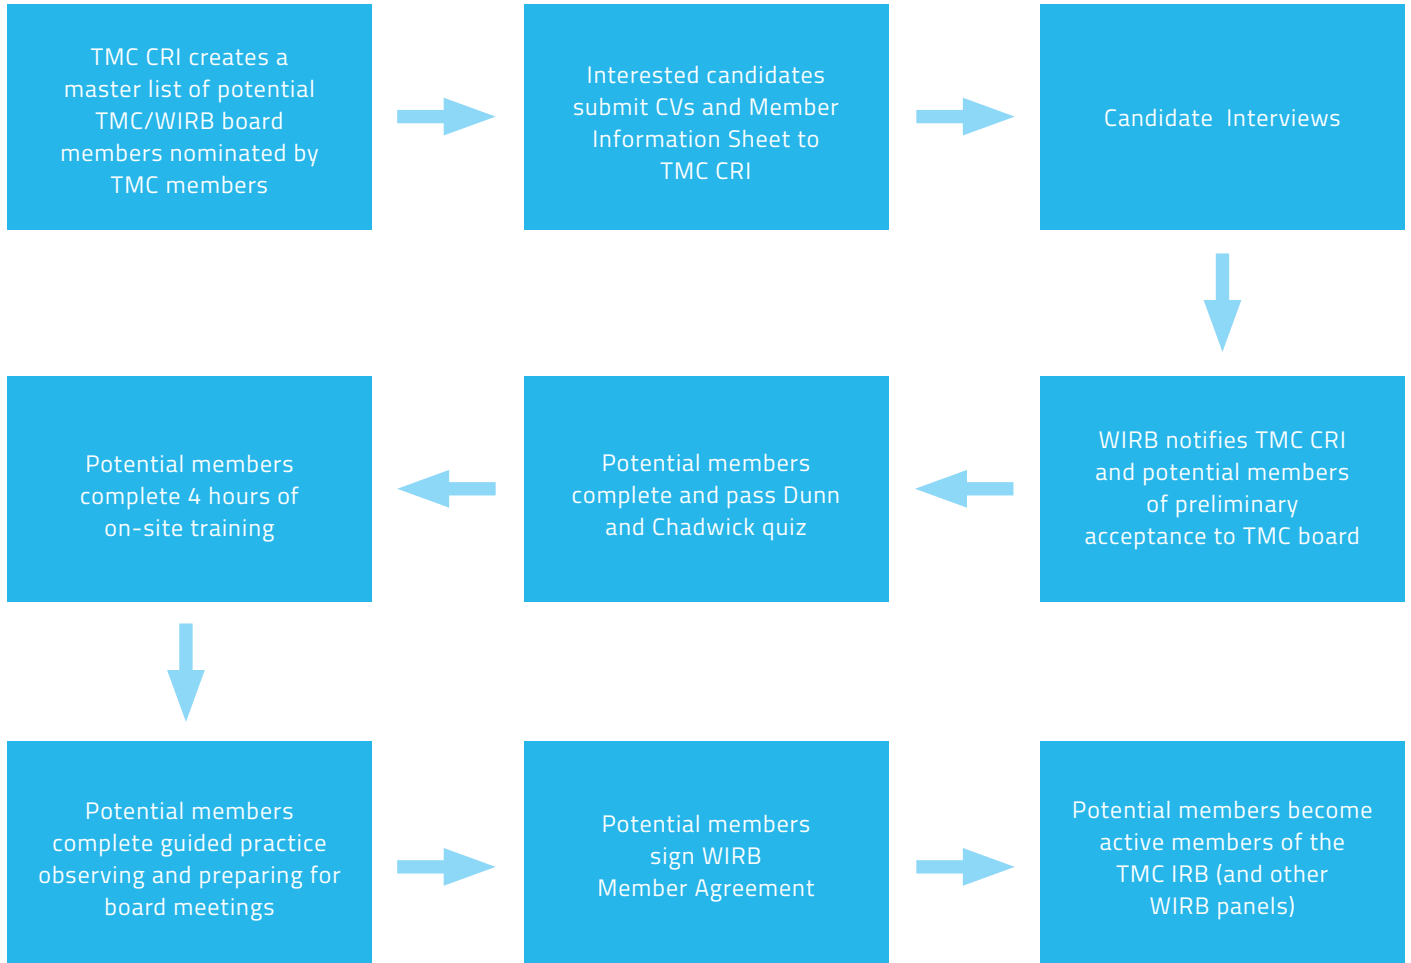 TMC CRI creates a
master list of potential
TMC/WIRB board
members nominated by
TMC members
Interested candidates
submit CVs and Member
Information Sheet to
TMC CRI
Candidate Interviews
WIRB notifies TMC CRI
and potential members
of preliminary
acceptance to TMC board
Potential members
complete and pass Dunn
and Chadwick quiz
Potential members
complete 4 hours of
on-site training
Potential members
complete guided practice
observing and preparing for
board meetings
Potential members
sign WIRB
Member Agreement
Potential members become
active members of the
TMC IRB (and other
WIRB panels)